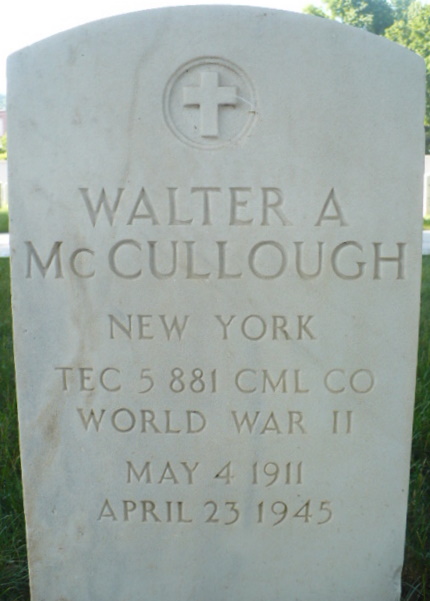 WALTER A
McCULLOUGH
NEW YORK
TEC 5 881 CML CO
WORLD WAR II
MAY 4 1911
APRIL 23 1945